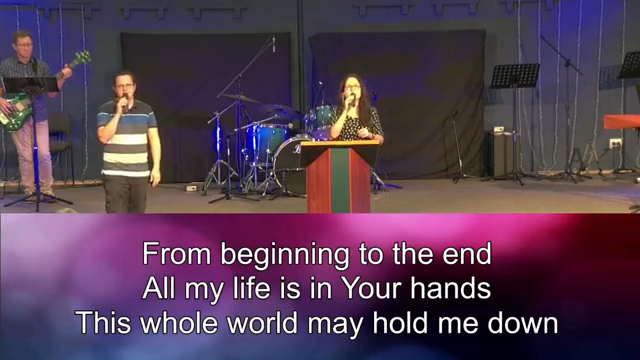 From beginning to the end
All my life is in Your hands
This whole world may hold me down